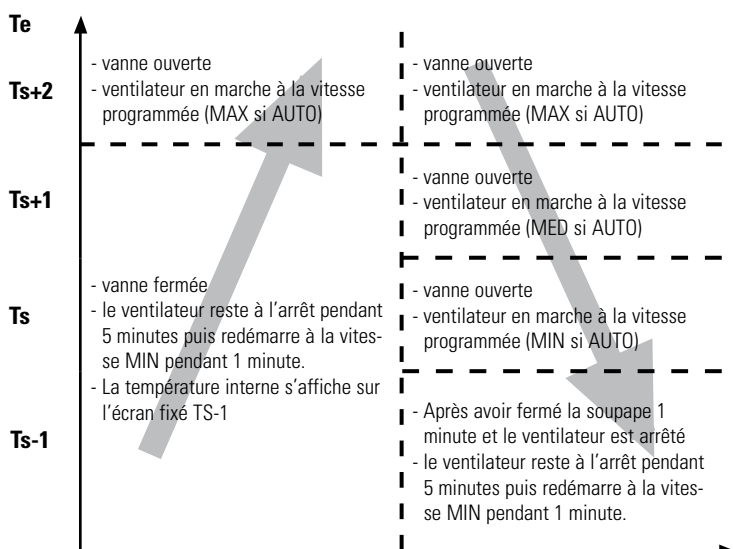 Te
Ts+2
Ts+1
Ts
Ts-1
- vanne ouverte
- ventilateur en marche à la vitesse
programmée (MAX si AUTO)
- vanne fermée
- le ventilateur reste à l'arrêt pendant
5 minutes puis redémarre à la vites-
se MIN pendant 1 minute.
- La température interne s'affiche sur
l'écran fixé TS-1
- vanne ouverte
- ventilateur en marche à la vitesse
programmée (MAX si AUTO)
- vanne ouverte
- ventilateur en marche à la vitesse
programmée (MED si AUTO)
- vanne ouverte
- ventilateur en marche à la vitesse
programmée (MIN si AUTO)
- Après avoir fermé la soupape 1
minute et le ventilateur est arrêté
- le ventilateur reste à l'arrêt pendant
5 minutes puis redémarre à la vites-
se MIN pendant 1 minute.